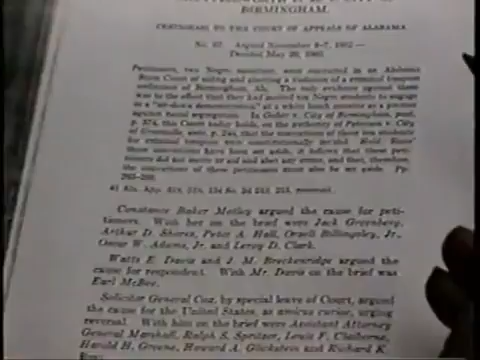 BIRMINGHAM.
CERTIORARI TO THE COURT OF APPEALS OF ALABAMA.
No. 67. Argued November 6-7, 1962.—
Decided May 20, 1963.
Petitioners, two Negro ministers, were convicted in an Alabama
State Court of aiding and abetting a violation of a criminal trespass
ordinance of Birmingham, Ala. The only evidence against them
was to the effect that they had incited ten Negro students to engage
in a "sit-down demonstration" at a white lunch counter as a protest
against racial segregation. In Gober v. City of Birmingham, post,
p. 374, this Court today holds, on the authority of Peterson v. City
of Greenville, ante, p. 244, that the convictions of these ten students
for criminal trespass were constitutionally invalid. Held: Since
those convictions have been set aside, it follows that these peti-
tioners did not incite or aid and abet any crime, and that, therefore,
the convictions of these petitioners must also be set aside. Pp.
41 Ala. App. 318, 319, 134 So. 2d 213, 215, reversed.
Constance Baker Motley argued the cause for peti-
tioners. With her on the brief were Jack Greenberg,
Arthur D. Shores, Peter A. Hall, Orzell Billingsley, Jr.,
Oscar W. Adams, Jr. and Leroy D. Clark.
Watts E. Davis and J. M. Breckenridge argued the
cause for respondent. With Mr. Davis on the brief was
Earl McBee.
Solicitor General Cox, by special leave of Court, argued
the cause for the United States, as amicus curiae, urging
reversal. With him on the brief were Assistant Attorney
General Marshall, Ralph S. Spritzer, Louis F. Claiborne,
Harold H. Greene, Howard A. Glickstein and Richard K.